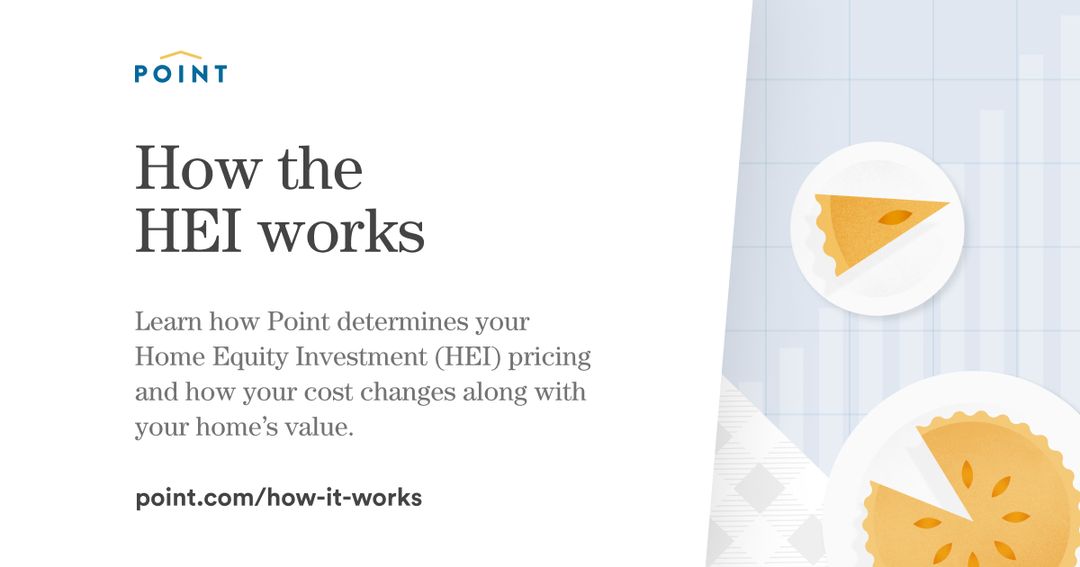 POINT
How the
HEI works
Learn how Point determines your
Home Equity Investment (HEI) pricing
and how your cost changes along with
your home’s value.
point.com/how-it-works